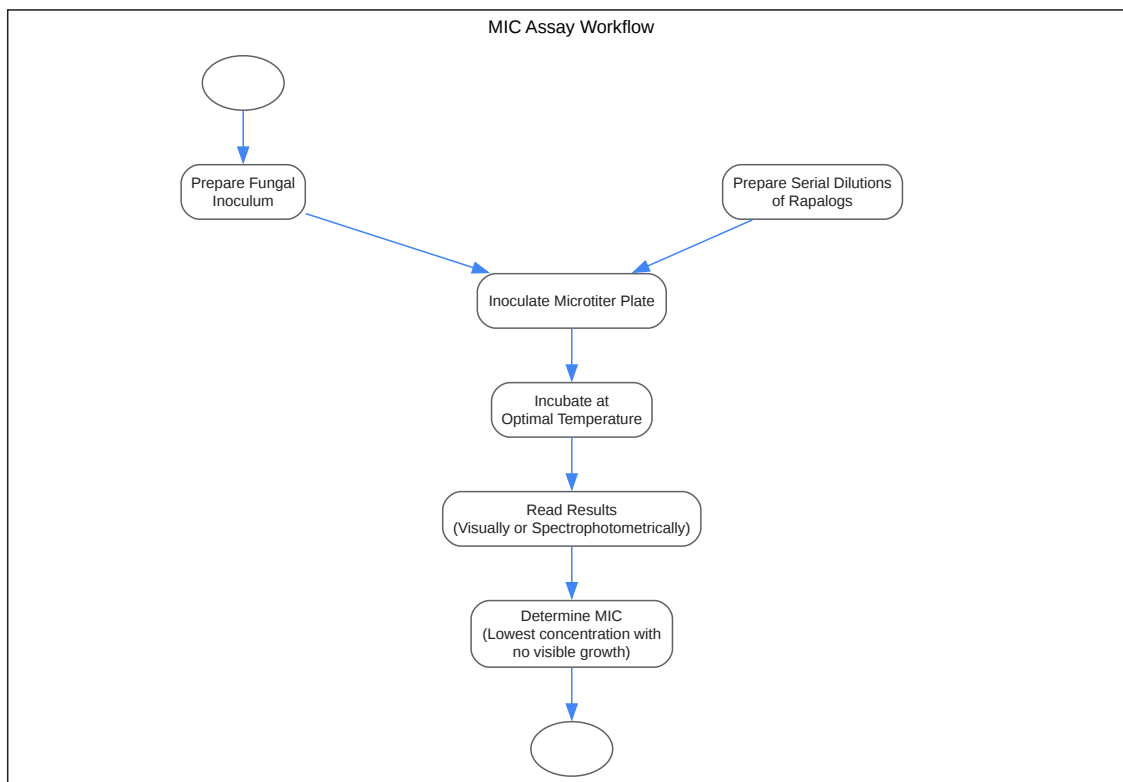 MIC Assay Workflow
Prepare Fungal
Inoculum
Prepare Serial Dilutions
of Rapalogs
Inoculate Microtiter Plate
Incubate at
Optimal Temperature
Read Results
(Visually or Spectrophotometrically)
Determine MIC
(Lowest concentration with
no visible growth)